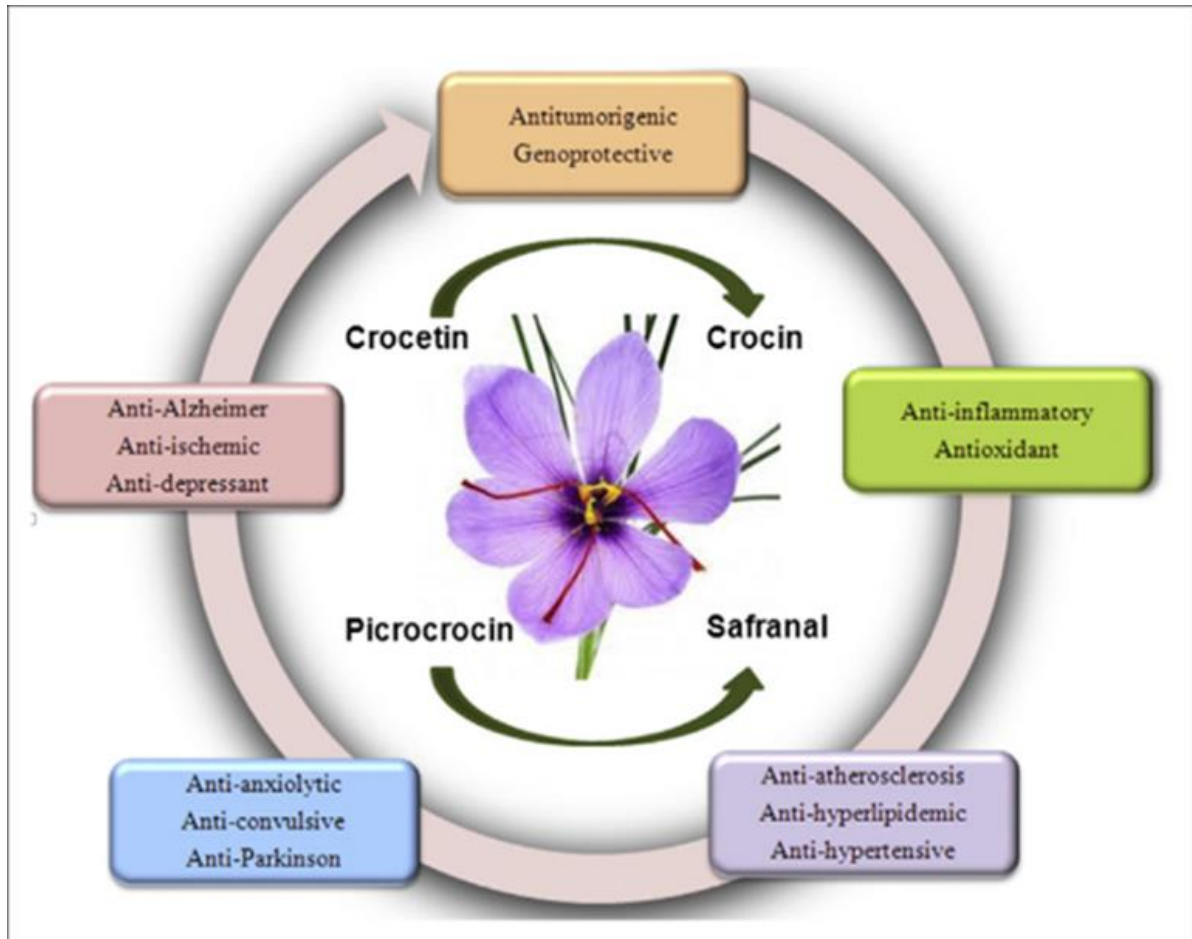 Antitumorigenic
Genoprotective
Crocetin
Crocin
Anti-Alzheimer
Anti-ischemic
Anti-depressant
Anti-inflammatory
Antioxidant
Picrocrocin
Safranal
Anti-anxiolytic
Anti-convulsive
Anti-Parkinson
Anti-atherosclerosis
Anti-hyperlipidemic
Anti-hypertensive